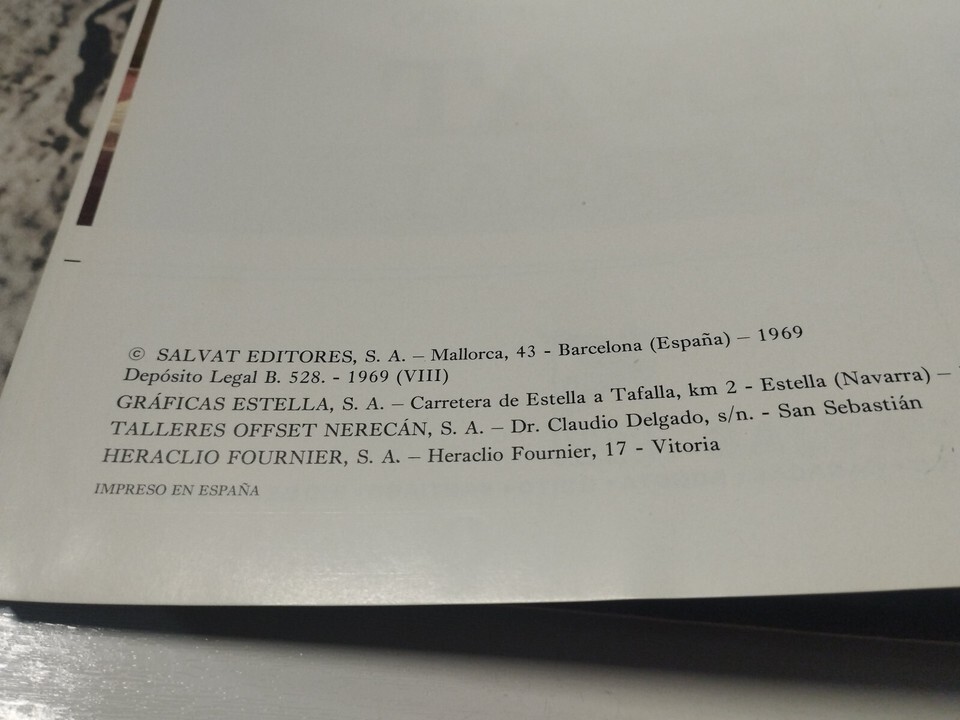 © SALVAT EDITORES, S. A. – Mallorca, 43 - Barcelona (España) – 1969
Depósito Legal B. 528. - 1969 (VIII)
GRÁFICAS ESTELLA, S. A. – Carretera de Estella a Tafalla, km 2 - Estella (Navarra) –
TALLERES OFFSET NERECÁN, S. A. – Dr. Claudio Delgado, s/n. - San Sebastián
HERACLIO FOURNIER, S. A. – Heraclio Fournier, 17 - Vitoria
IMPRESO EN ESPAÑA